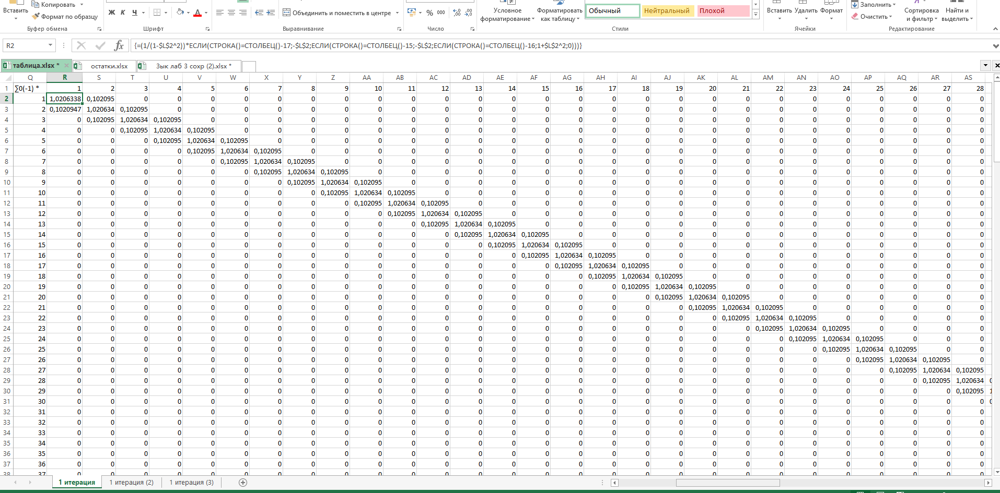 Вставить Копировать Формат по образцу
Буфер обмена
Ж К Ч А
Шрифт
Объединить и поместить в центре
Выравнивание
% 000
Число
Условное форматирование Форматировать как таблицу
Обычный Нейтральный Плохой
Стили
Вставить Удалить Формат
Ячейки
Заполнить Очистить Сортировка и фильтр Найти и выделить
Редактирование
R2 fx {=(1/(1-$L$2^2))*ЕСЛИ(СТРОКА()=СТОЛБЕЦ()-17;-$L$2;ЕСЛИ(СТРОКА()=СТОЛБЕЦ()-15;-$L$2;ЕСЛИ(СТРОКА()=СТОЛБЕЦ()-16;1+$L$2^2;0)))}
таблица.xlsx * остатки.xlsx Зык лаб 3 сохр (2).xlsx *
Q R S T U V W X Y Z AA AB AC AD AE AF AG AH AI AJ AK AL AM AN AO AP AQ AR AS
1 ∑0(-1) * 1 2 3 4 5 6 7 8 9 10 11 12 13 14 15 16 17 18 19 20 21 22 23 24 25 26 27 28
2 1 1,0206338 0,102095 0 0 0 0 0 0 0 0 0 0 0 0 0 0 0 0 0 0 0 0 0 0 0 0 0 0
3 2 0,1020947 1,020634 0,102095 0 0 0 0 0 0 0 0 0 0 0 0 0 0 0 0 0 0 0 0 0 0 0 0 0
4 3 0 0,102095 1,020634 0,102095 0 0 0 0 0 0 0 0 0 0 0 0 0 0 0 0 0 0 0 0 0 0 0 0
5 4 0 0 0,102095 1,020634 0,102095 0 0 0 0 0 0 0 0 0 0 0 0 0 0 0 0 0 0 0 0 0 0 0
6 5 0 0 0 0,102095 1,020634 0,102095 0 0 0 0 0 0 0 0 0 0 0 0 0 0 0 0 0 0 0 0 0 0
7 6 0 0 0 0 0,102095 1,020634 0,102095 0 0 0 0 0 0 0 0 0 0 0 0 0 0 0 0 0 0 0 0 0
8 7 0 0 0 0 0 0,102095 1,020634 0,102095 0 0 0 0 0 0 0 0 0 0 0 0 0 0 0 0 0 0 0 0
9 8 0 0 0 0 0 0 0,102095 1,020634 0,102095 0 0 0 0 0 0 0 0 0 0 0 0 0 0 0 0 0 0 0
10 9 0 0 0 0 0 0 0 0,102095 1,020634 0,102095 0 0 0 0 0 0 0 0 0 0 0 0 0 0 0 0 0 0
11 10 0 0 0 0 0 0 0 0 0,102095 1,020634 0,102095 0 0 0 0 0 0 0 0 0 0 0 0 0 0 0 0 0
12 11 0 0 0 0 0 0 0 0 0 0,102095 1,020634 0,102095 0 0 0 0 0 0 0 0 0 0 0 0 0 0 0 0
13 12 0 0 0 0 0 0 0 0 0 0 0,102095 1,020634 0,102095 0 0 0 0 0 0 0 0 0 0 0 0 0 0 0
14 13 0 0 0 0 0 0 0 0 0 0 0 0,102095 1,020634 0,102095 0 0 0 0 0 0 0 0 0 0 0 0 0 0
15 14 0 0 0 0 0 0 0 0 0 0 0 0 0,102095 1,020634 0,102095 0 0 0 0 0 0 0 0 0 0 0 0 0
16 15 0 0 0 0 0 0 0 0 0 0 0 0 0 0,102095 1,020634 0,102095 0 0 0 0 0 0 0 0 0 0 0 0
17 16 0 0 0 0 0 0 0 0 0 0 0 0 0 0 0,102095 1,020634 0,102095 0 0 0 0 0 0 0 0 0 0 0
18 17 0 0 0 0 0 0 0 0 0 0 0 0 0 0 0 0,102095 1,020634 0,102095 0 0 0 0 0 0 0 0 0 0
19 18 0 0 0 0 0 0 0 0 0 0 0 0 0 0 0 0 0,102095 1,020634 0,102095 0 0 0 0 0 0 0 0 0
20 19 0 0 0 0 0 0 0 0 0 0 0 0 0 0 0 0 0 0,102095 1,020634 0,102095 0 0 0 0 0 0 0 0
21 20 0 0 0 0 0 0 0 0 0 0 0 0 0 0 0 0 0 0 0,102095 1,020634 0,102095 0 0 0 0 0 0 0
22 21 0 0 0 0 0 0 0 0 0 0 0 0 0 0 0 0 0 0 0 0,102095 1,020634 0,102095 0 0 0 0 0 0
23 22 0 0 0 0 0 0 0 0 0 0 0 0 0 0 0 0 0 0 0 0 0,102095 1,020634 0,102095 0 0 0 0 0
24 23 0 0 0 0 0 0 0 0 0 0 0 0 0 0 0 0 0 0 0 0 0 0,102095 1,020634 0,102095 0 0 0 0
25 24 0 0 0 0 0 0 0 0 0 0 0 0 0 0 0 0 0 0 0 0 0 0 0,102095 1,020634 0,102095 0 0 0
26 25 0 0 0 0 0 0 0 0 0 0 0 0 0 0 0 0 0 0 0 0 0 0 0 0,102095 1,020634 0,102095 0 0
27 26 0 0 0 0 0 0 0 0 0 0 0 0 0 0 0 0 0 0 0 0 0 0 0 0 0,102095 1,020634 0,102095 0
28 27 0 0 0 0 0 0 0 0 0 0 0 0 0 0 0 0 0 0 0 0 0 0 0 0 0 0,102095 1,020634 0,102095
29 28 0 0 0 0 0 0 0 0 0 0 0 0 0 0 0 0 0 0 0 0 0 0 0 0 0 0 0,102095 1,020634
30 29 0 0 0 0 0 0 0 0 0 0 0 0 0 0 0 0 0 0 0 0 0 0 0 0 0 0 0 0,102095
31 30 0 0 0 0 0 0 0 0 0 0 0 0 0 0 0 0 0 0 0 0 0 0 0 0 0 0 0 0
32 31 0 0 0 0 0 0 0 0 0 0 0 0 0 0 0 0 0 0 0 0 0 0 0 0 0 0 0 0
33 32 0 0 0 0 0 0 0 0 0 0 0 0 0 0 0 0 0 0 0 0 0 0 0 0 0 0 0 0
34 33 0 0 0 0 0 0 0 0 0 0 0 0 0 0 0 0 0 0 0 0 0 0 0 0 0 0 0 0
35 34 0 0 0 0 0 0 0 0 0 0 0 0 0 0 0 0 0 0 0 0 0 0 0 0 0 0 0 0
36 35 0 0 0 0 0 0 0 0 0 0 0 0 0 0 0 0 0 0 0 0 0 0 0 0 0 0 0 0
37 36 0 0 0 0 0 0 0 0 0 0 0 0 0 0 0 0 0 0 0 0 0 0 0 0 0 0 0 0
38 37 0 0 0 0 0 0 0 0 0 0 0 0 0 0 0 0 0 0 0 0 0 0 0 0 0 0 0 0
1 итерация 1 итерация (2) 1 итерация (3)